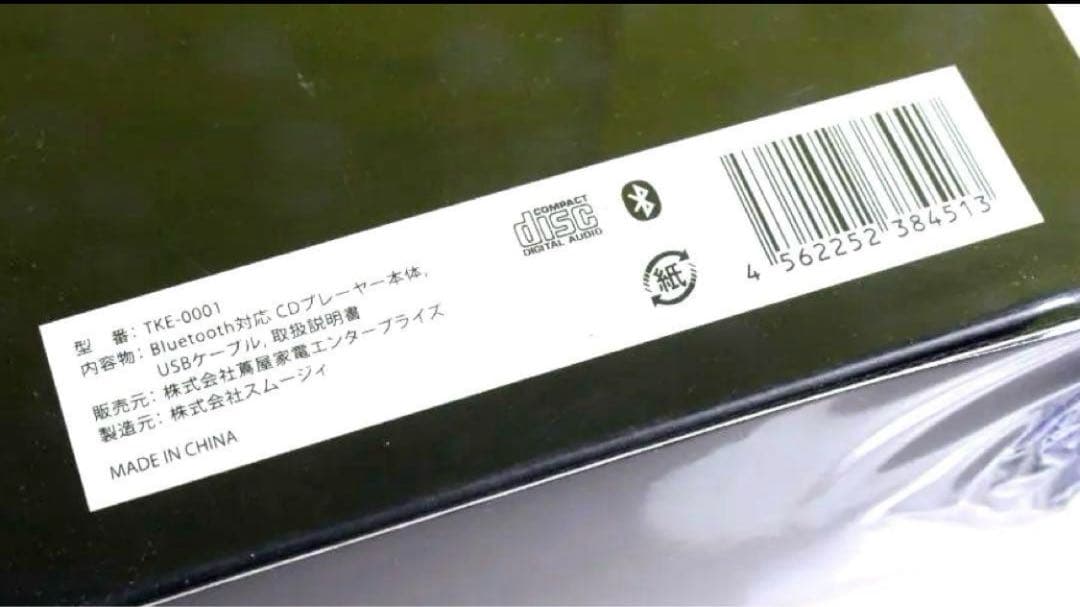 型　番: TKE-0001
内容物: Bluetooth対応 CDプレーヤー本体,
USBケーブル, 取扱説明書
販売元: 株式会社蔦屋家電エンタープライズ
製造元: 株式会社スムージィ
MADE IN CHINA
COMPACT
disc
DIGITAL AUDIO
紙
4 562252 384513